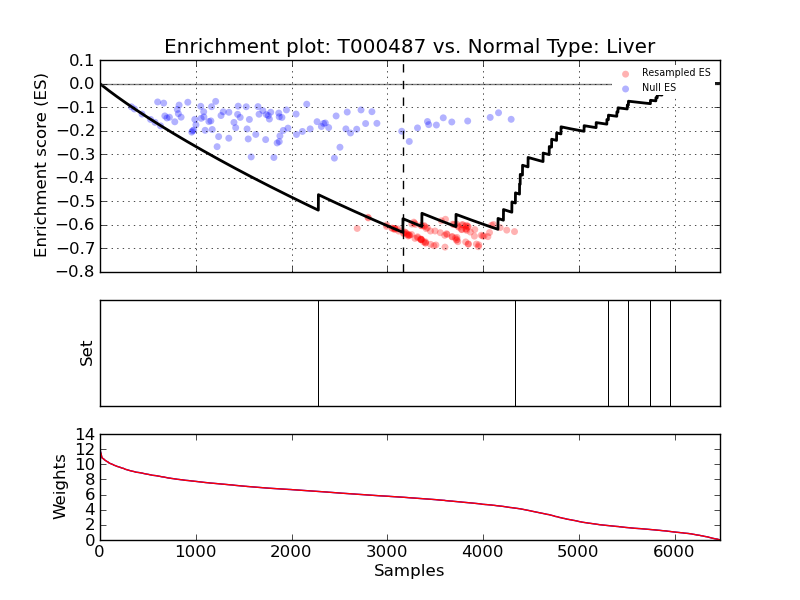 Enrichment plot: T000487 vs. Normal Type: Liver
Enrichment score (ES)
0.1
0.0
−0.1
−0.2
−0.3
−0.4
−0.5
−0.6
−0.7
−0.8
Resampled ES
Null ES
Set
Weights
14
12
10
8
6
4
2
0
0 1000 2000 3000 4000 5000 6000
Samples